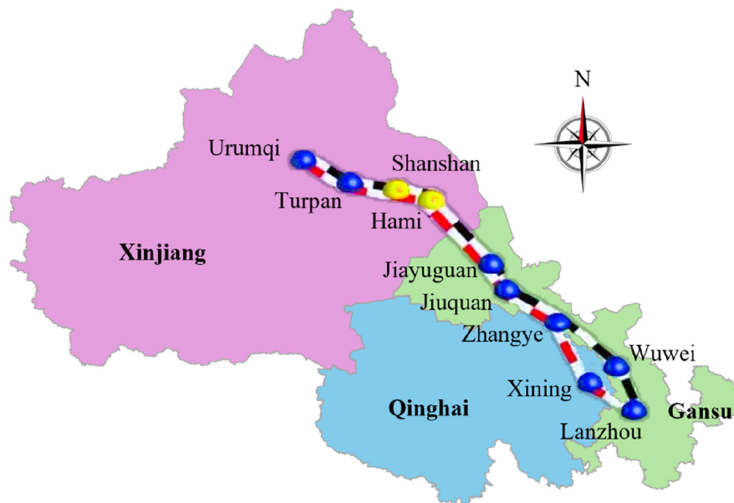 N
Urumqi
Shanshan
Turpan
Hami
Xinjiang
Jiayuguan
Jiuquan
Zhangye
Wuwei
Xining
Qinghai
Gansu
Lanzhou